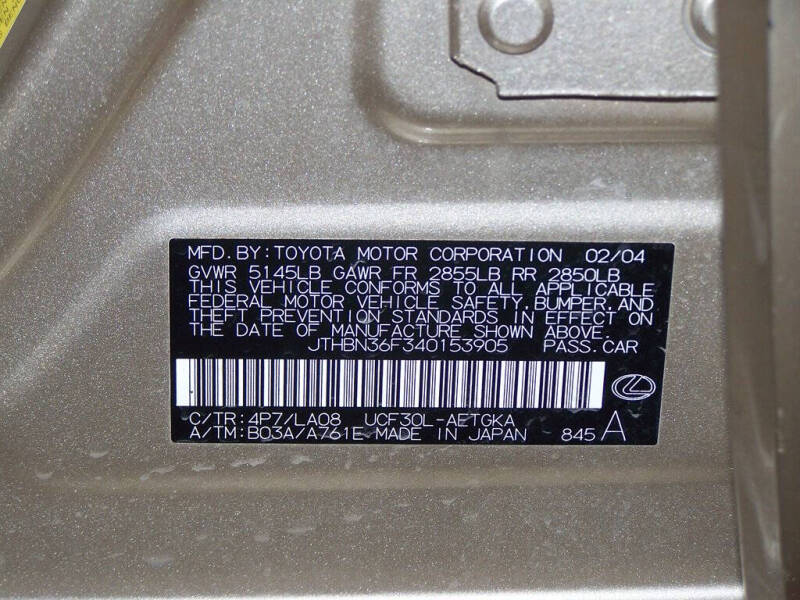 MFD. BY: TOYOTA MOTOR CORPORATION 02/04
GVWR 5145LB GAWR FR 2855LB RR 2850LB
THIS VEHICLE CONFORMS TO ALL APPLICABLE
FEDERAL MOTOR VEHICLE SAFETY, BUMPER, AND
THEFT PREVENTION STANDARDS IN EFFECT ON
THE DATE OF MANUFACTURE SHOWN ABOVE.
JTHBN36F340153905 PASS. CAR
C/TR: 4P7/LA08 UCF30L-AETGKA
A/TM: B03A/A761E MADE IN JAPAN 845 A